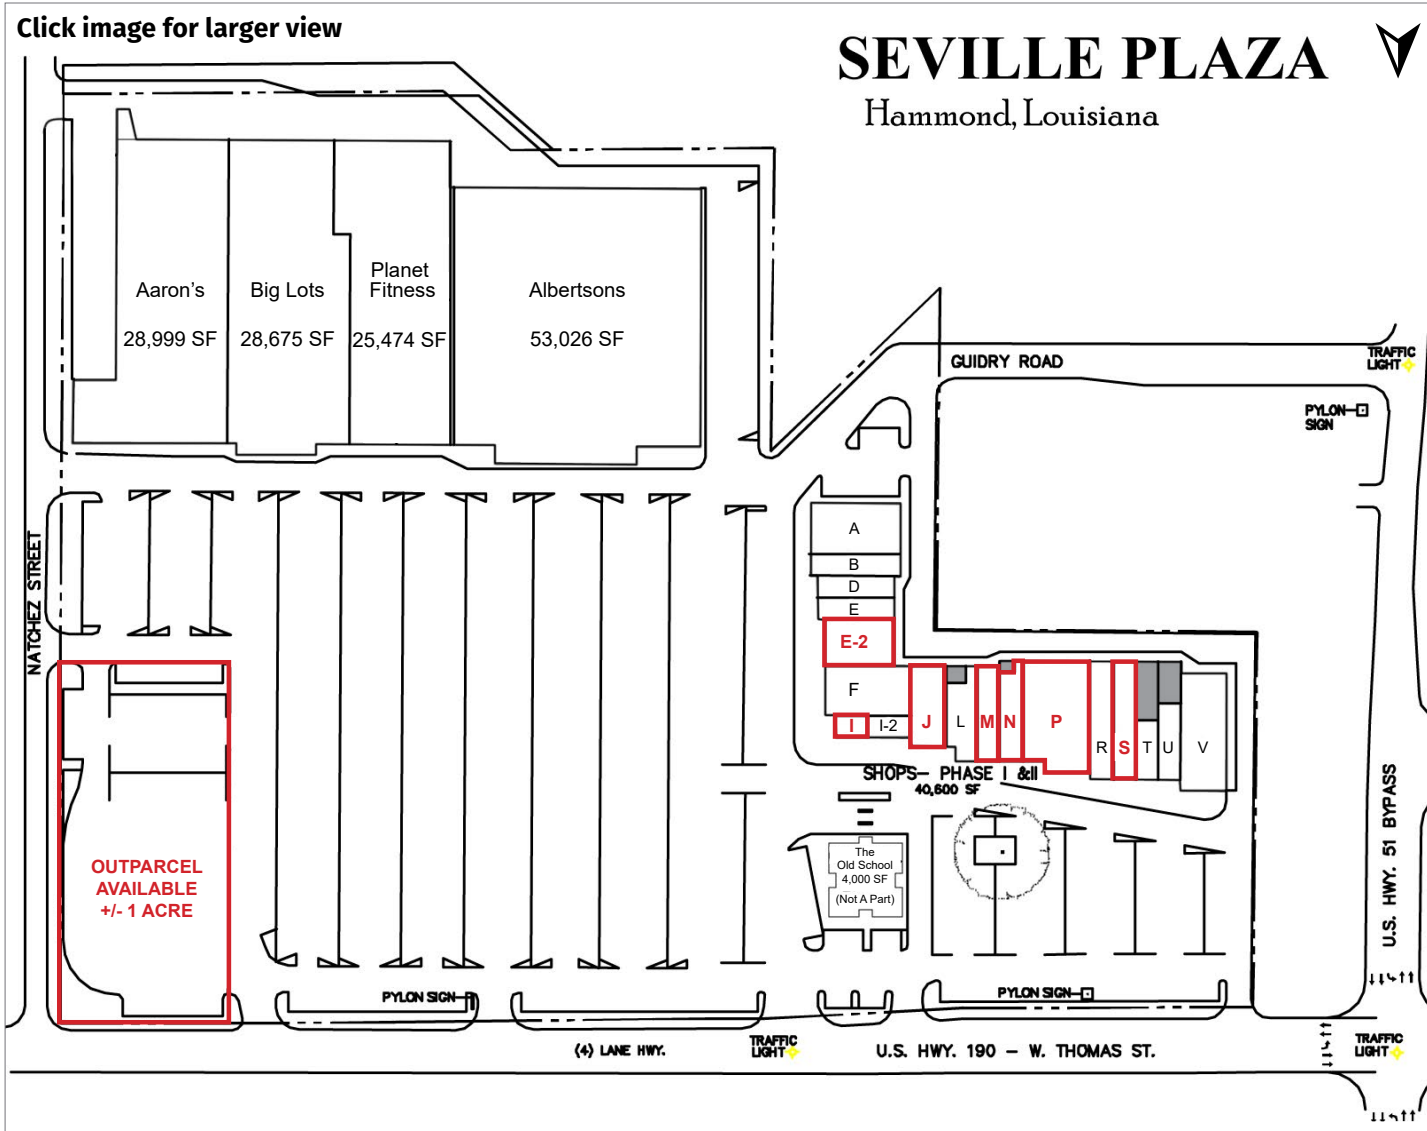 Click image for larger view
SEVILLE PLAZA
Hammond, Louisiana
Aaron's
28,999 SF
Big Lots
28,675 SF
Planet
Fitness
25,474 SF
Albertsons
53,026 SF
GUIDRY ROAD
TRAFFIC
LIGHT
PYLON
SIGN
NATCHEZ STREET
A
B
D
E
E-2
F
I
I-2
J
L
M
N
P
R
S
T
U
V
SHOPS- PHASE I &II
40,600 SF
The
Old School
4,000 SF
(Not A Part)
OUTPARCEL
AVAILABLE
+/- 1 ACRE
U.S. HWY. 51 BYPASS
PYLON SIGN
PYLON SIGN
(4) LANE HWY.
TRAFFIC
LIGHT
U.S. HWY. 190 - W. THOMAS ST.
TRAFFIC
LIGHT